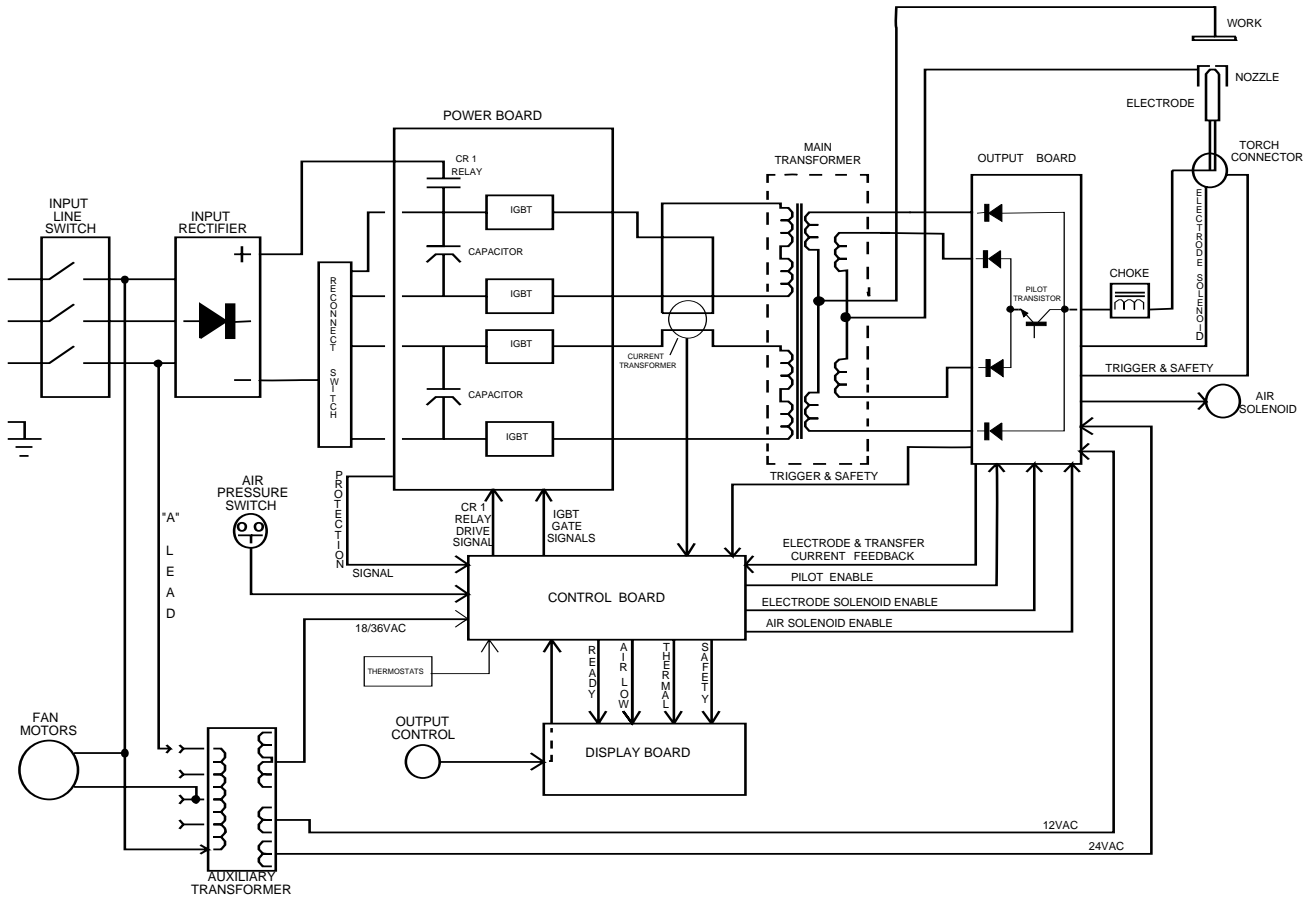 WORK
NOZZLE
ELECTRODE
TORCH
CONNECTOR
POWER BOARD
MAIN
TRANSFORMER
OUTPUT BOARD
CR 1
RELAY
INPUT
LINE
SWITCH
INPUT
RECTIFIER
+
IGBT
CAPACITOR
RECONNECT SWITCH
IGBT
IGBT
CURRENT
TRANSFORMER
CAPACITOR
IGBT
PILOT
TRANSISTOR
CHOKE
ELECTRODE SOLENOID
TRIGGER & SAFETY
AIR
SOLENOID
TRIGGER & SAFETY
AIR
PRESSURE
SWITCH
PROTECTION
SIGNAL
CR 1
RELAY
DRIVE
SIGNAL
IGBT
GATE
SIGNALS
"A"
LEAD
ELECTRODE & TRANSFER
CURRENT FEEDBACK
PILOT ENABLE
ELECTRODE SOLENOID ENABLE
AIR SOLENOID ENABLE
CONTROL BOARD
18/36VAC
THERMOSTATS
READY
AIR LOW
THERMAL
SAFETY
FAN
MOTORS
OUTPUT
CONTROL
DISPLAY BOARD
12VAC
24VAC
AUXILIARY
TRANSFORMER